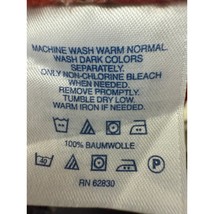 MACHINE WASH WARM NORMAL.
WASH DARK COLORS
SEPARATELY.
ONLY NON-CHLORINE BLEACH
WHEN NEEDED.
REMOVE PROMPTLY.
TUMBLE DRY LOW.
WARM IRON IF NEEDED.
100% BAUMWOLLE
40 P
RN 62830